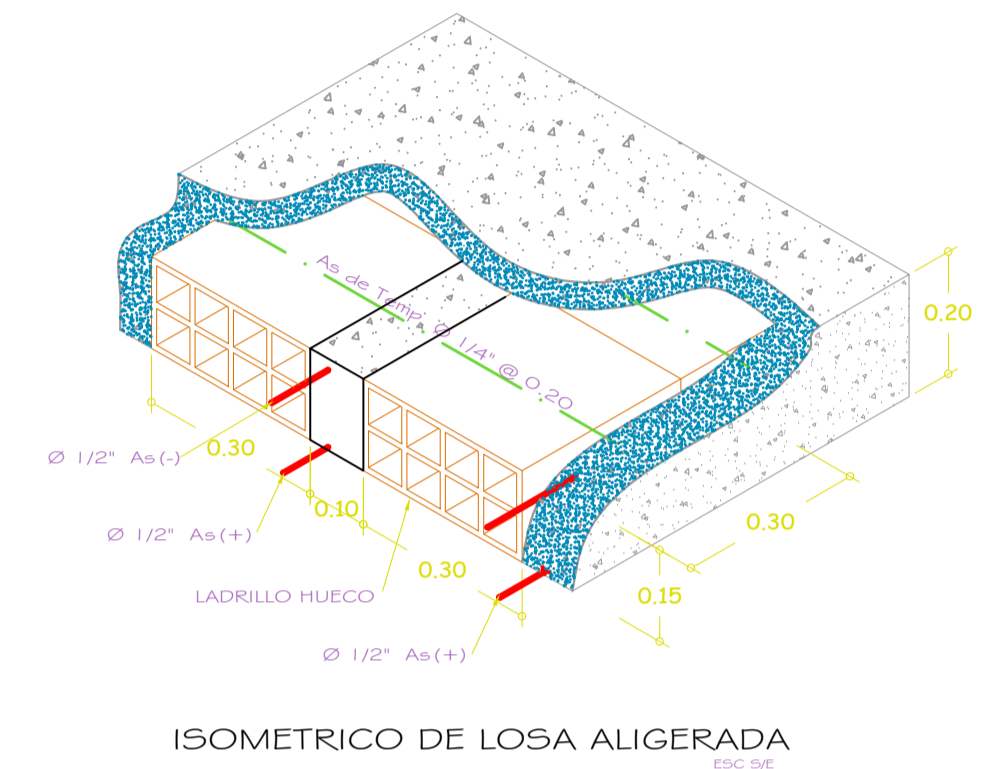 As de Temp. Ø 1/4" @ 0.20
0.20
0.30
Ø 1/2" As(-)
0.10
Ø 1/2" As(+)
0.30
0.30
LADRILLO HUECO
0.15
Ø 1/2" As(+)
ISOMETRICO DE LOSA ALIGERADA
ESC S/E